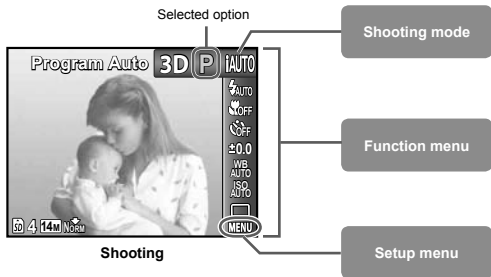 Selected option
Shooting mode
Program Auto 3D P iAUTO
AUTO
OFF
OFF
±0.0
Function menu
WB
AUTO
ISO
AUTO
SD 4 14M NORM
MENU
Shooting
Setup menu